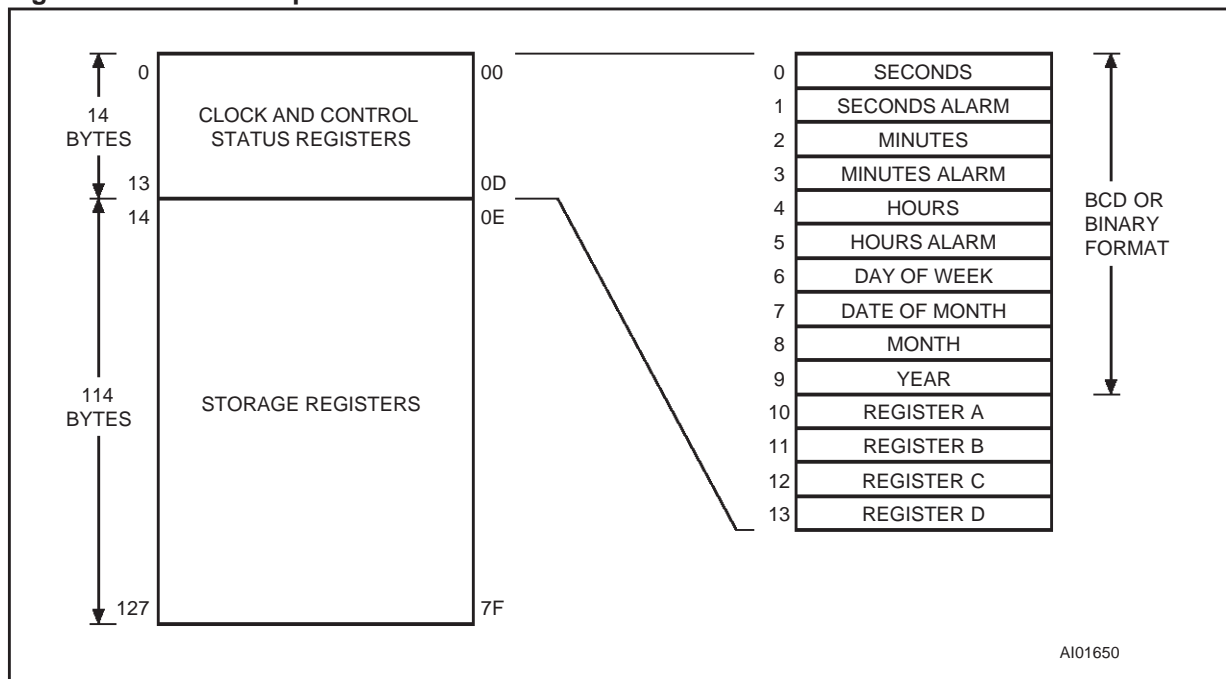 0
00
14
BYTES
CLOCK AND CONTROL
STATUS REGISTERS
13
0D
14
0E
114
BYTES
STORAGE REGISTERS
127
7F
0
SECONDS
1
SECONDS ALARM
2
MINUTES
3
MINUTES ALARM
4
HOURS
5
HOURS ALARM
6
DAY OF WEEK
7
DATE OF MONTH
8
MONTH
9
YEAR
10
REGISTER A
11
REGISTER B
12
REGISTER C
13
REGISTER D
BCD OR
BINARY
FORMAT
AI01650